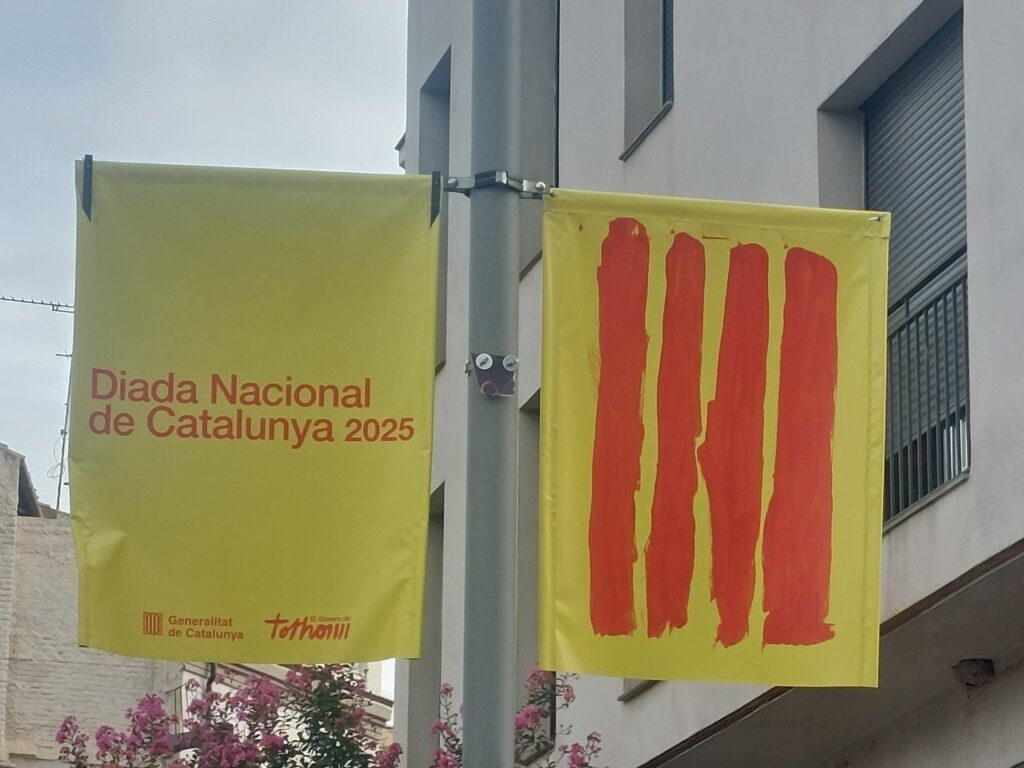 Diada Nacional
de Catalunya 2025
Generalitat
de Catalunya
El Govern de
tothom